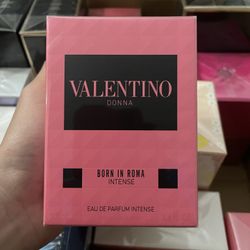 VALENTINO
DONNA
BORN IN ROMA
INTENSE
EAU DE PARFUM INTENSE